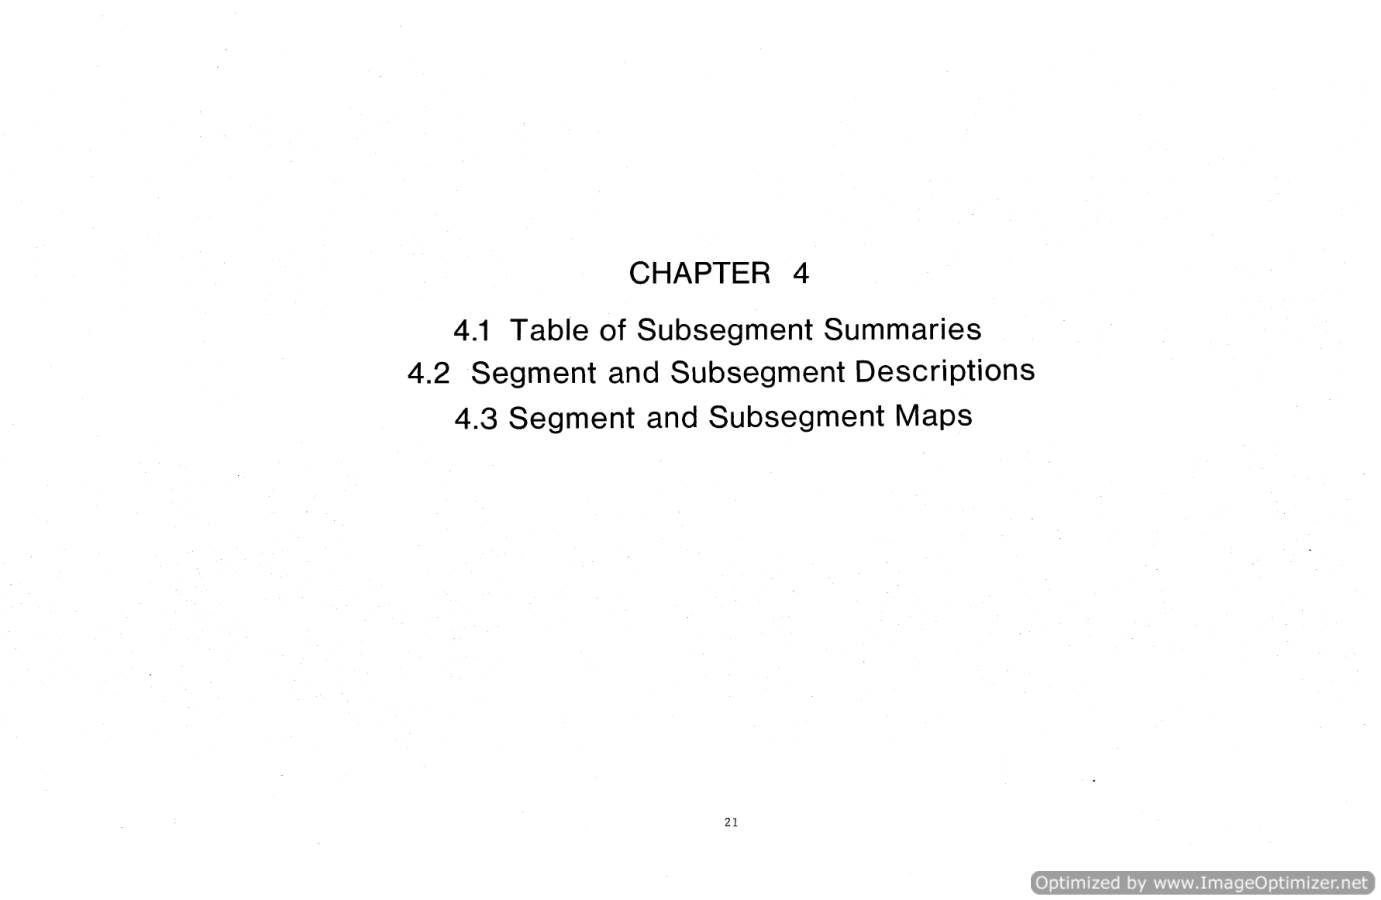 CHAPTER 4
4.1 Table of Subsegment Summaries
4.2 Segment and Subsegment Descriptions
4.3 Segment and Subsegment Maps
21
Optimized by www.ImageOptimizer.net